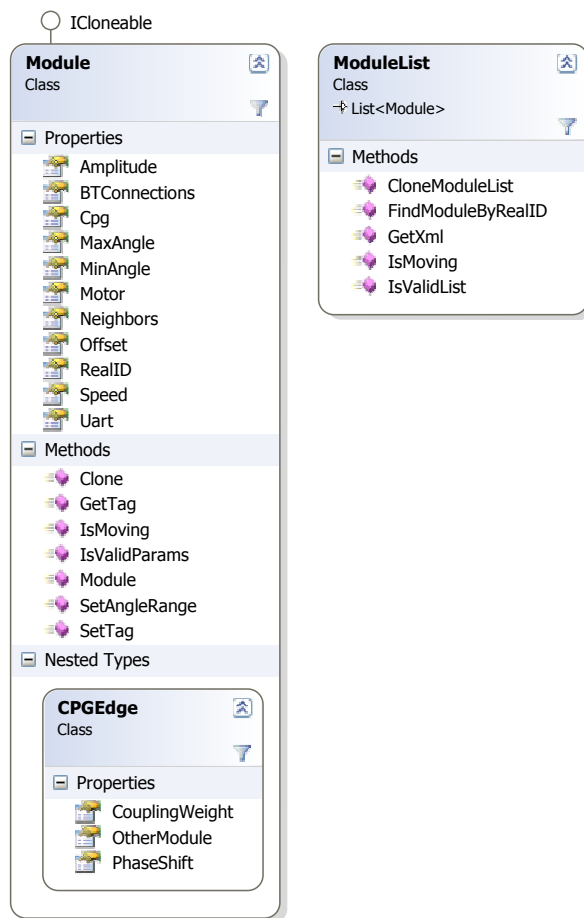 ICloneable
Module
Class
Properties
Amplitude
BTConnections
Cpg
MaxAngle
MinAngle
Motor
Neighbors
Offset
RealID
Speed
Uart
Methods
Clone
GetTag
IsMoving
IsValidParams
Module
SetAngleRange
SetTag
Nested Types
CPGEdge
Class
Properties
CouplingWeight
OtherModule
PhaseShift
ModuleList
Class
List<Module>
Methods
CloneModuleList
FindModuleByRealID
GetXml
IsMoving
IsValidList